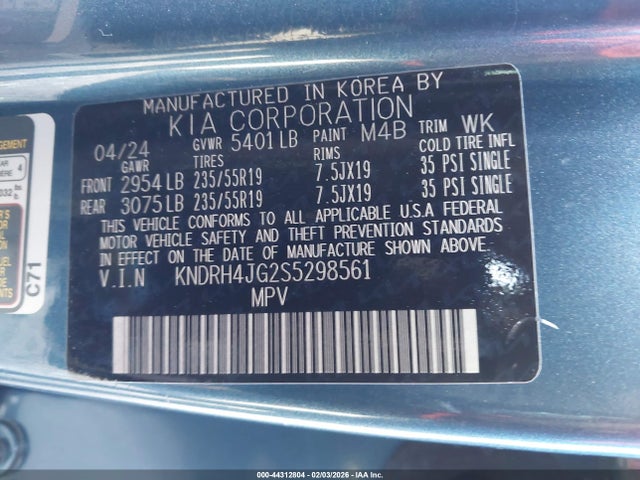 MANUFACTURED IN KOREA BY
KIA CORPORATION
04/24 GVWR 5401LB PAINT M4B TRIM WK
GAWR TIRES RIMS COLD TIRE INFL
FRONT 2954LB 235/55R19 7.5JX19 35 PSI SINGLE
REAR 3075LB 235/55R19 7.5JX19 35 PSI SINGLE
THIS VEHICLE CONFORMS TO ALL APPLICABLE U.S.A FEDERAL
MOTOR VEHICLE SAFETY, AND THEFT PREVENTION STANDARDS
IN EFFECT ON THE DATE OF MANUFACTURE SHOWN ABOVE.
V.I.N KNDRH4JG2S5298561
MPV
C71
000-44312804 - 02/03/2026 - IAA Inc.